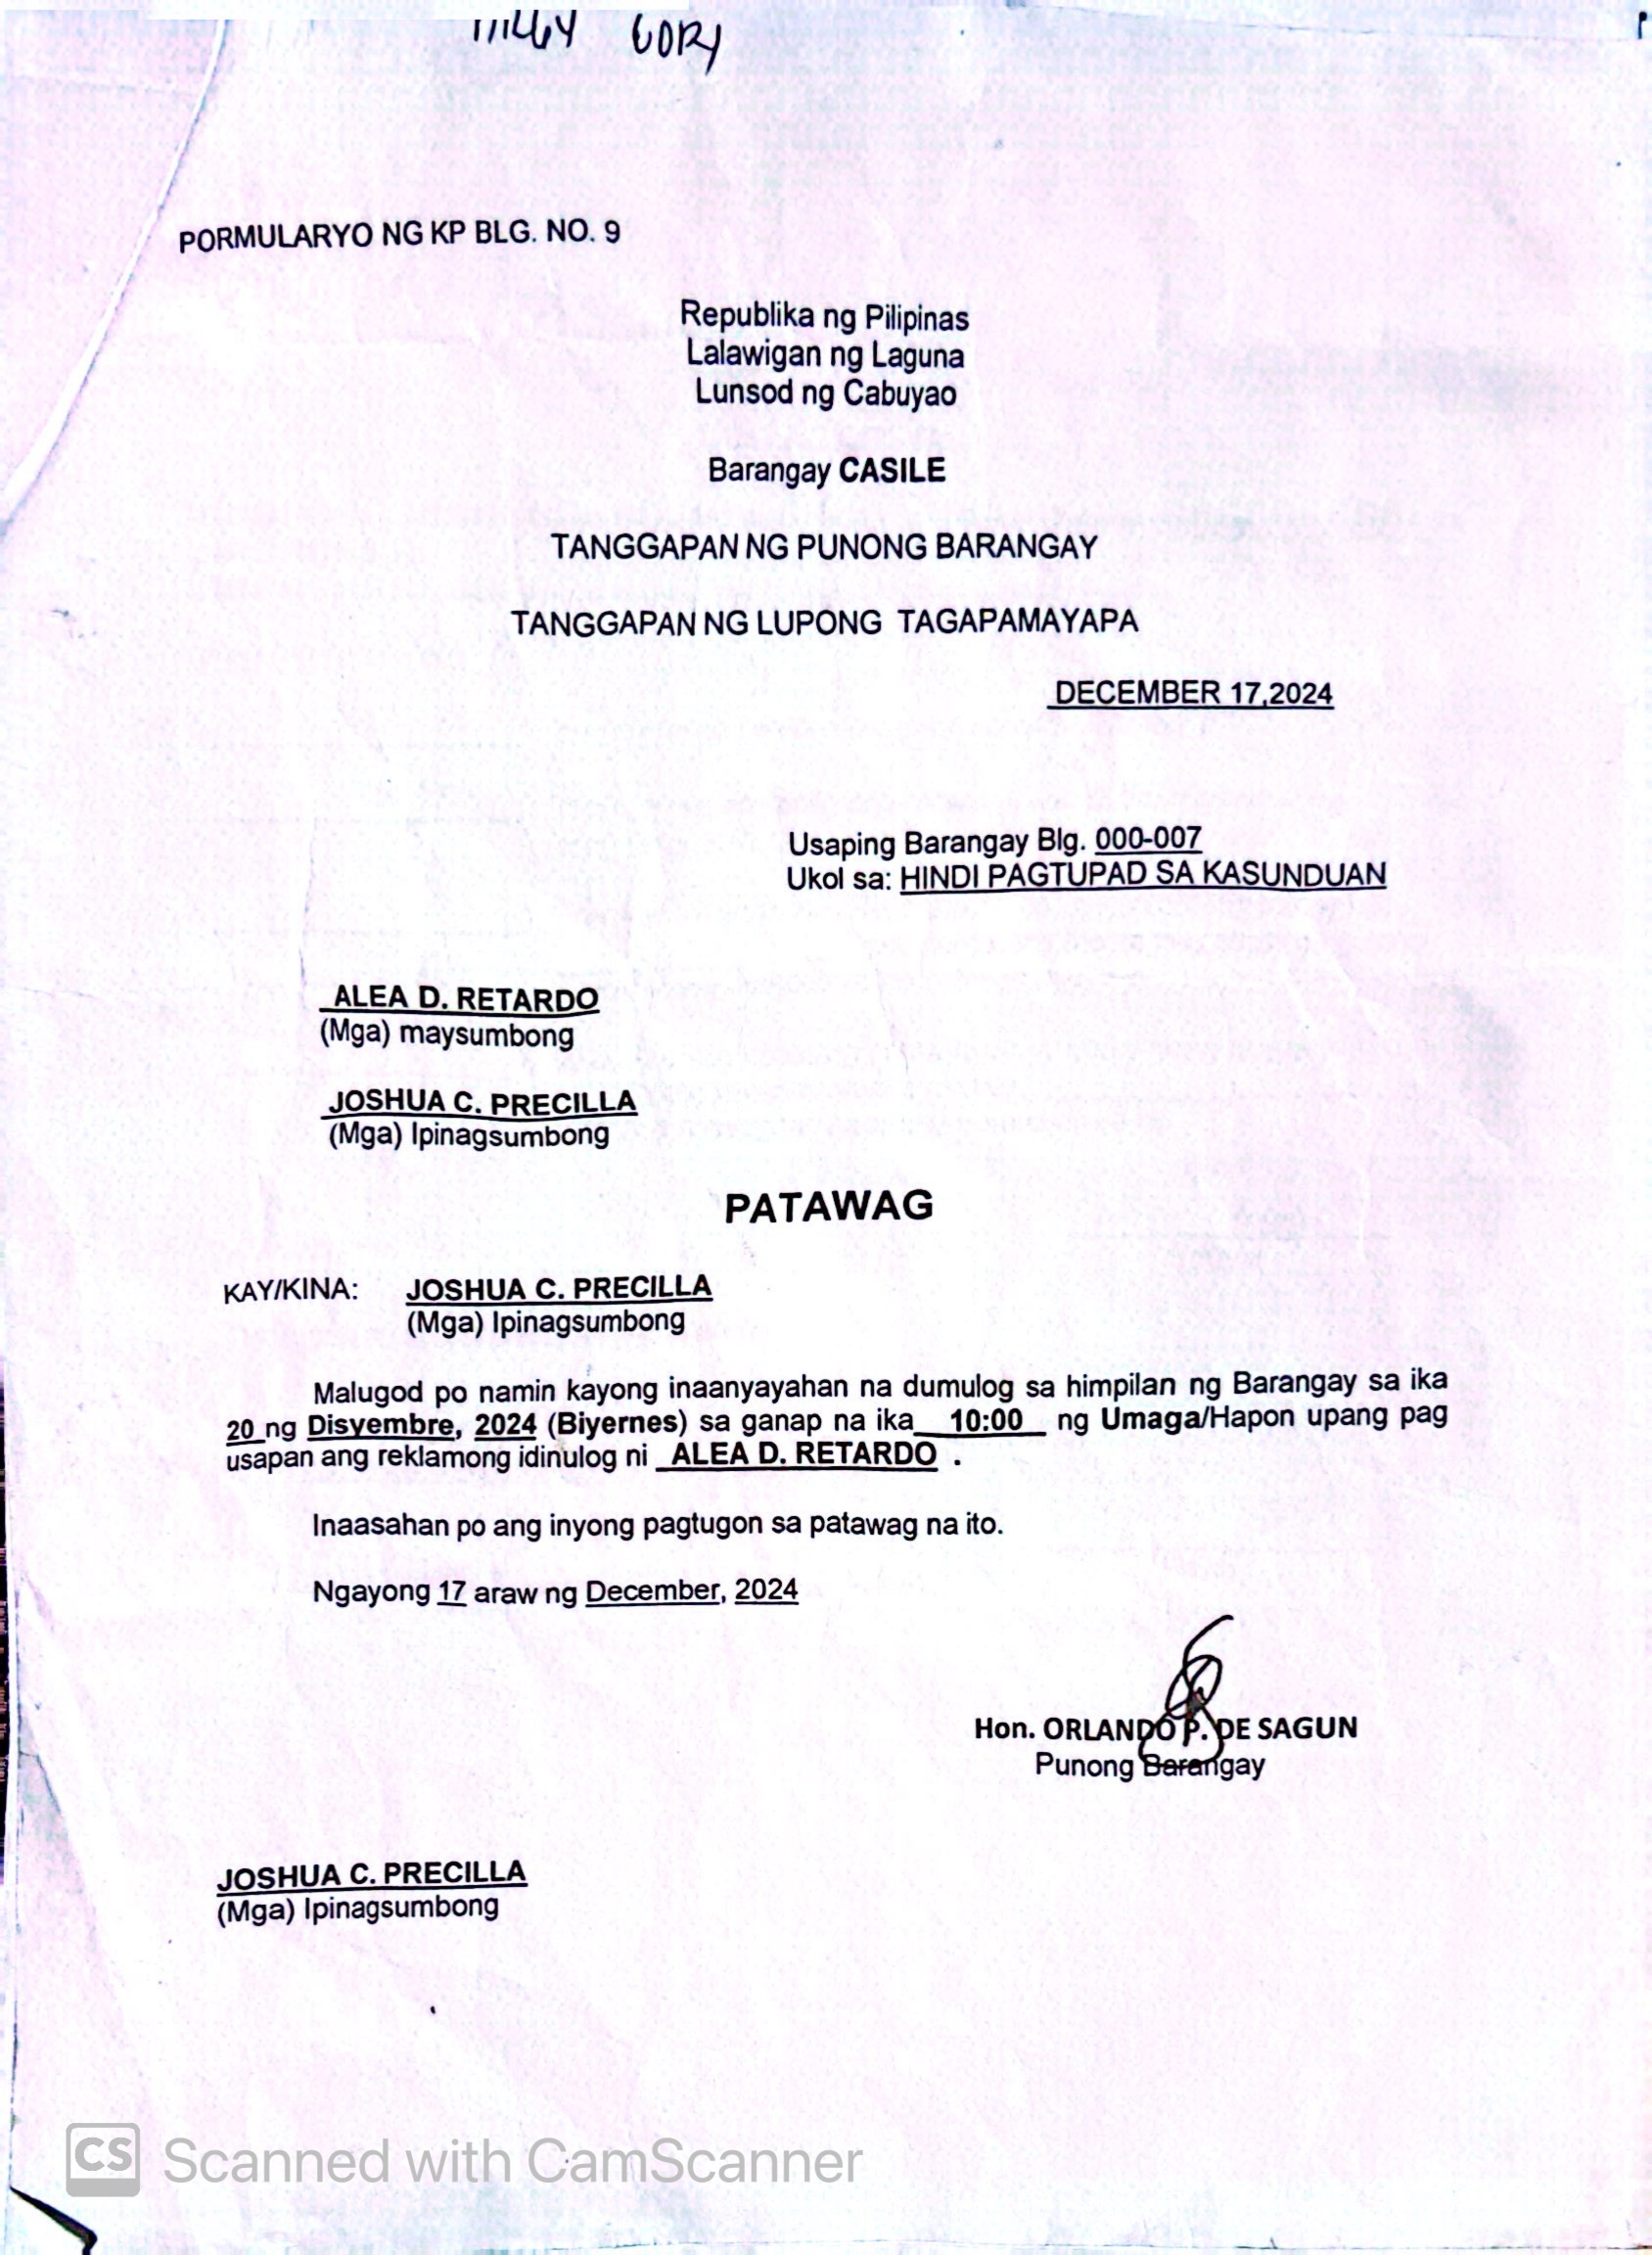 COPY
PORMULARYO NG KP BLG. NO. 9
Republika ng Pilipinas
Lalawigan ng Laguna
Lunsod ng Cabuyao
Barangay CASILE
TANGGAPAN NG PUNONG BARANGAY
TANGGAPAN NG LUPONG TAGAPAMAYAPA
DECEMBER 17,2024
Usaping Barangay Blg. 000-007
Ukol sa: HINDI PAGTUPAD SA KASUNDUAN
ALEA D. RETARDO
(Mga) maysumbong
JOSHUA C. PRECILLA
(Mga) Ipinagsumbong
PATAWAG
KAY/KINA: JOSHUA C. PRECILLA
(Mga) Ipinagsumbong
Malugod po namin kayong inaanyayahan na dumulog sa himpilan ng Barangay sa ika
20 ng Disyembre, 2024 (Biyernes) sa ganap na ika 10:00 ng Umaga/Hapon upang pag
usapan ang reklamong idinulog ni ALEA D. RETARDO .
Inaasahan po ang inyong pagtugon sa patawag na ito.
Ngayong 17 araw ng December, 2024
Hon. ORLANDO P. DE SAGUN
Punong Barangay
JOSHUA C. PRECILLA
(Mga) Ipinagsumbong
CS Scanned with CamScanner